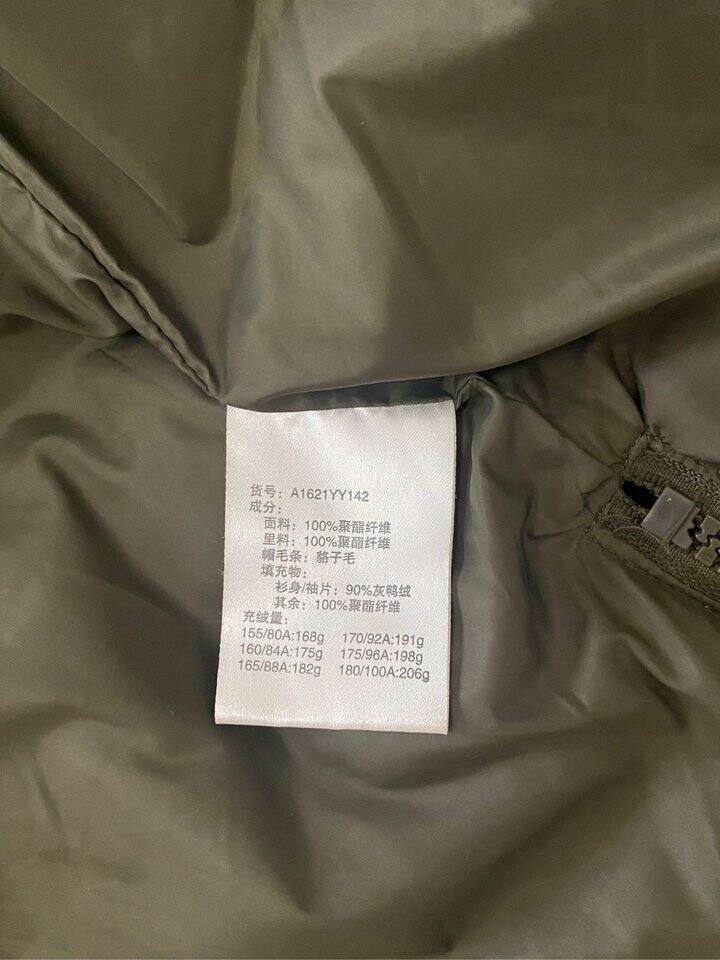 货号：A1621YY142
成分：
面料：100%聚酯纤维
里料：100%聚酯纤维
帽毛条：貉子毛
填充物：
衫身/袖片：90%灰鸭绒
其余：100%聚酯纤维
充绒量：
155/80A:168g 170/92A:191g
160/84A:175g 175/96A:198g
165/88A:182g 180/100A:206g